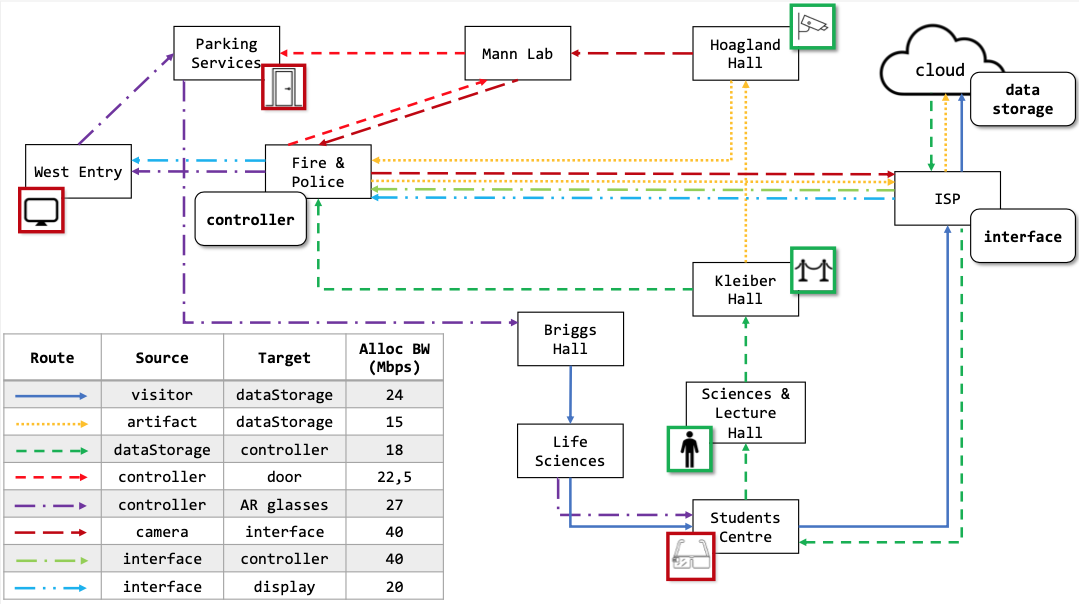 Parking
Services
Mann Lab
Hoagland
Hall
cloud
data
storage
West Entry
Fire &
Police
controller
ISP
interface
Kleiber
Hall
Briggs
Hall
Sciences &
Lecture
Hall
Life
Sciences
Students
Centre
Route Source Target Alloc BW
(Mbps)
visitor dataStorage 24
artifact dataStorage 15
dataStorage controller 18
controller door 22,5
controller AR glasses 27
camera interface 40
interface controller 40
interface display 20